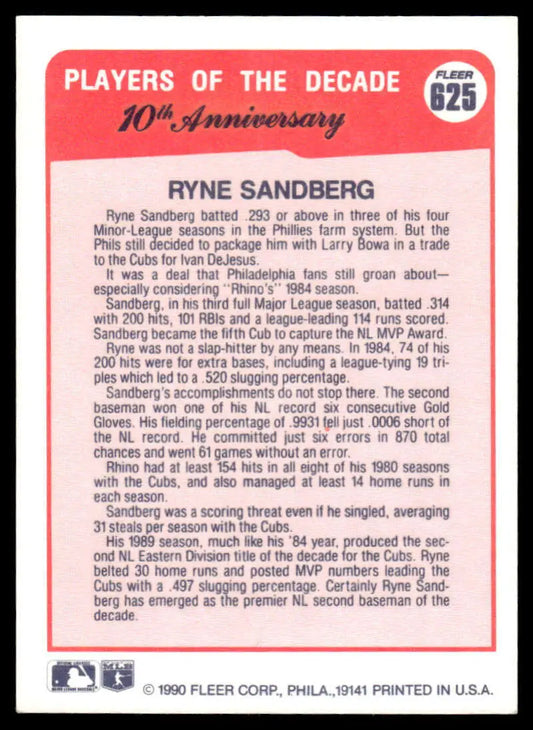 PLAYERS OF THE DECADE
10th Anniversary
FLEER
625
RYNE SANDBERG
Ryne Sandberg batted .293 or above in three of his four
Minor-League seasons in the Phillies farm system. But the
Phils still decided to package him with Larry Bowa in a trade
to the Cubs for Ivan DeJesus.
It was a deal that Philadelphia fans still groan about—
especially considering "Rhino's" 1984 season.
Sandberg, in his third full Major League season, batted .314
with 200 hits, 101 RBIs and a league-leading 114 runs scored.
Sandberg became the fifth Cub to capture the NL MVP Award.
Ryne was not a slap-hitter by any means. In 1984, 74 of his
200 hits were for extra bases, including a league-tying 19 tri-
ples which led to a .520 slugging percentage.
Sandberg's accomplishments do not stop there. The second
baseman won one of his NL record six consecutive Gold
Gloves. His fielding percentage of .9931 fell just .0006 short of
the NL record. He committed just six errors in 870 total
chances and went 61 games without an error.
Rhino had at least 154 hits in all eight of his 1980 seasons
with the Cubs, and also managed at least 14 home runs in
each season.
Sandberg was a scoring threat even if he singled, averaging
31 steals per season with the Cubs.
His 1989 season, much like his '84 year, produced the sec-
ond NL Eastern Division title of the decade for the Cubs. Ryne
belted 30 home runs and posted MVP numbers leading the
Cubs with a .497 slugging percentage. Certainly Ryne Sand-
berg has emerged as the premier NL second baseman of the
decade.
MLB
© 1990 FLEER CORP., PHILA.,19141 PRINTED IN U.S.A.